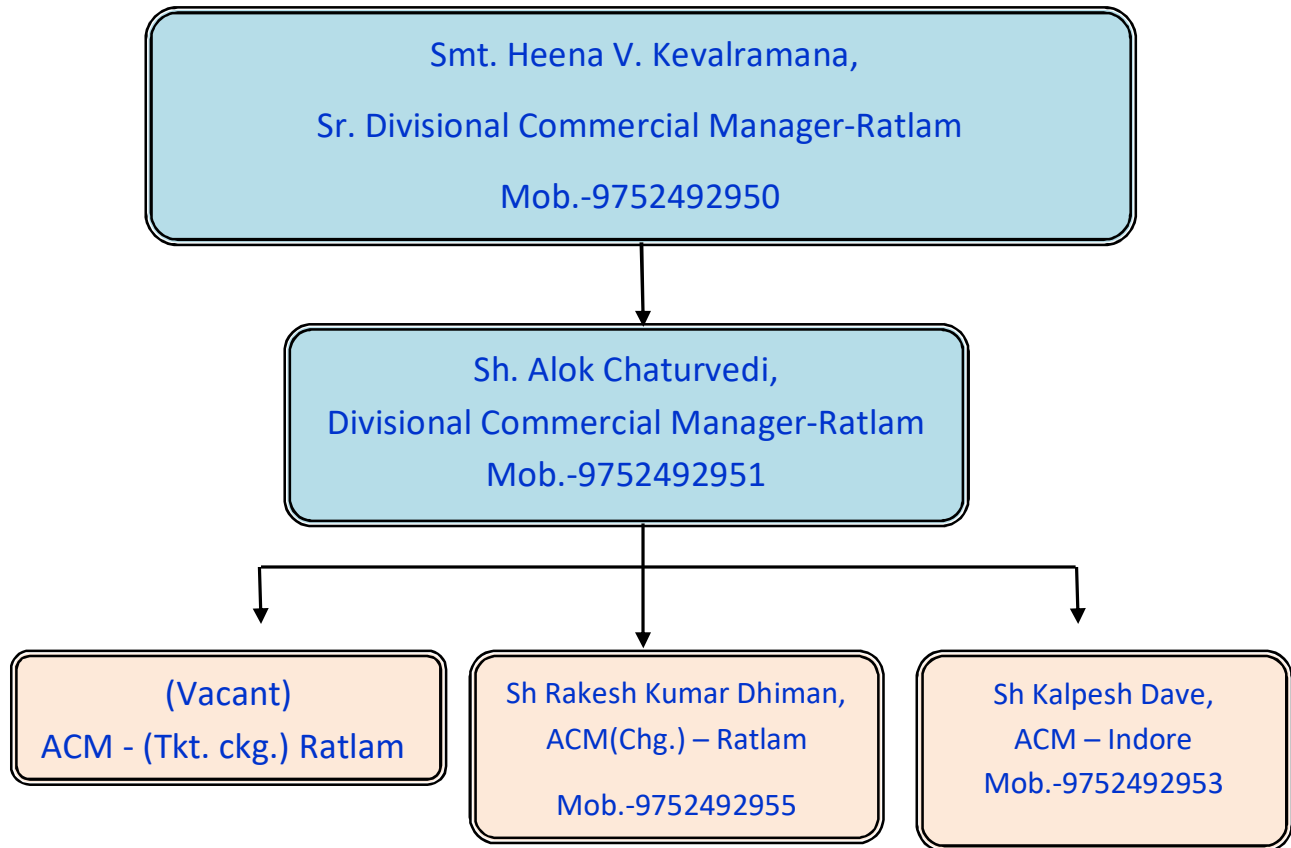 Smt. Heena V. Kevalramana,
Sr. Divisional Commercial Manager-Ratlam
Mob.-9752492950
Sh. Alok Chaturvedi,
Divisional Commercial Manager-Ratlam
Mob.-9752492951
(Vacant)
ACM - (Tkt. ckg.) Ratlam
Sh Rakesh Kumar Dhiman,
ACM(Chg.) – Ratlam
Mob.-9752492955
Sh Kalpesh Dave,
ACM – Indore
Mob.-9752492953